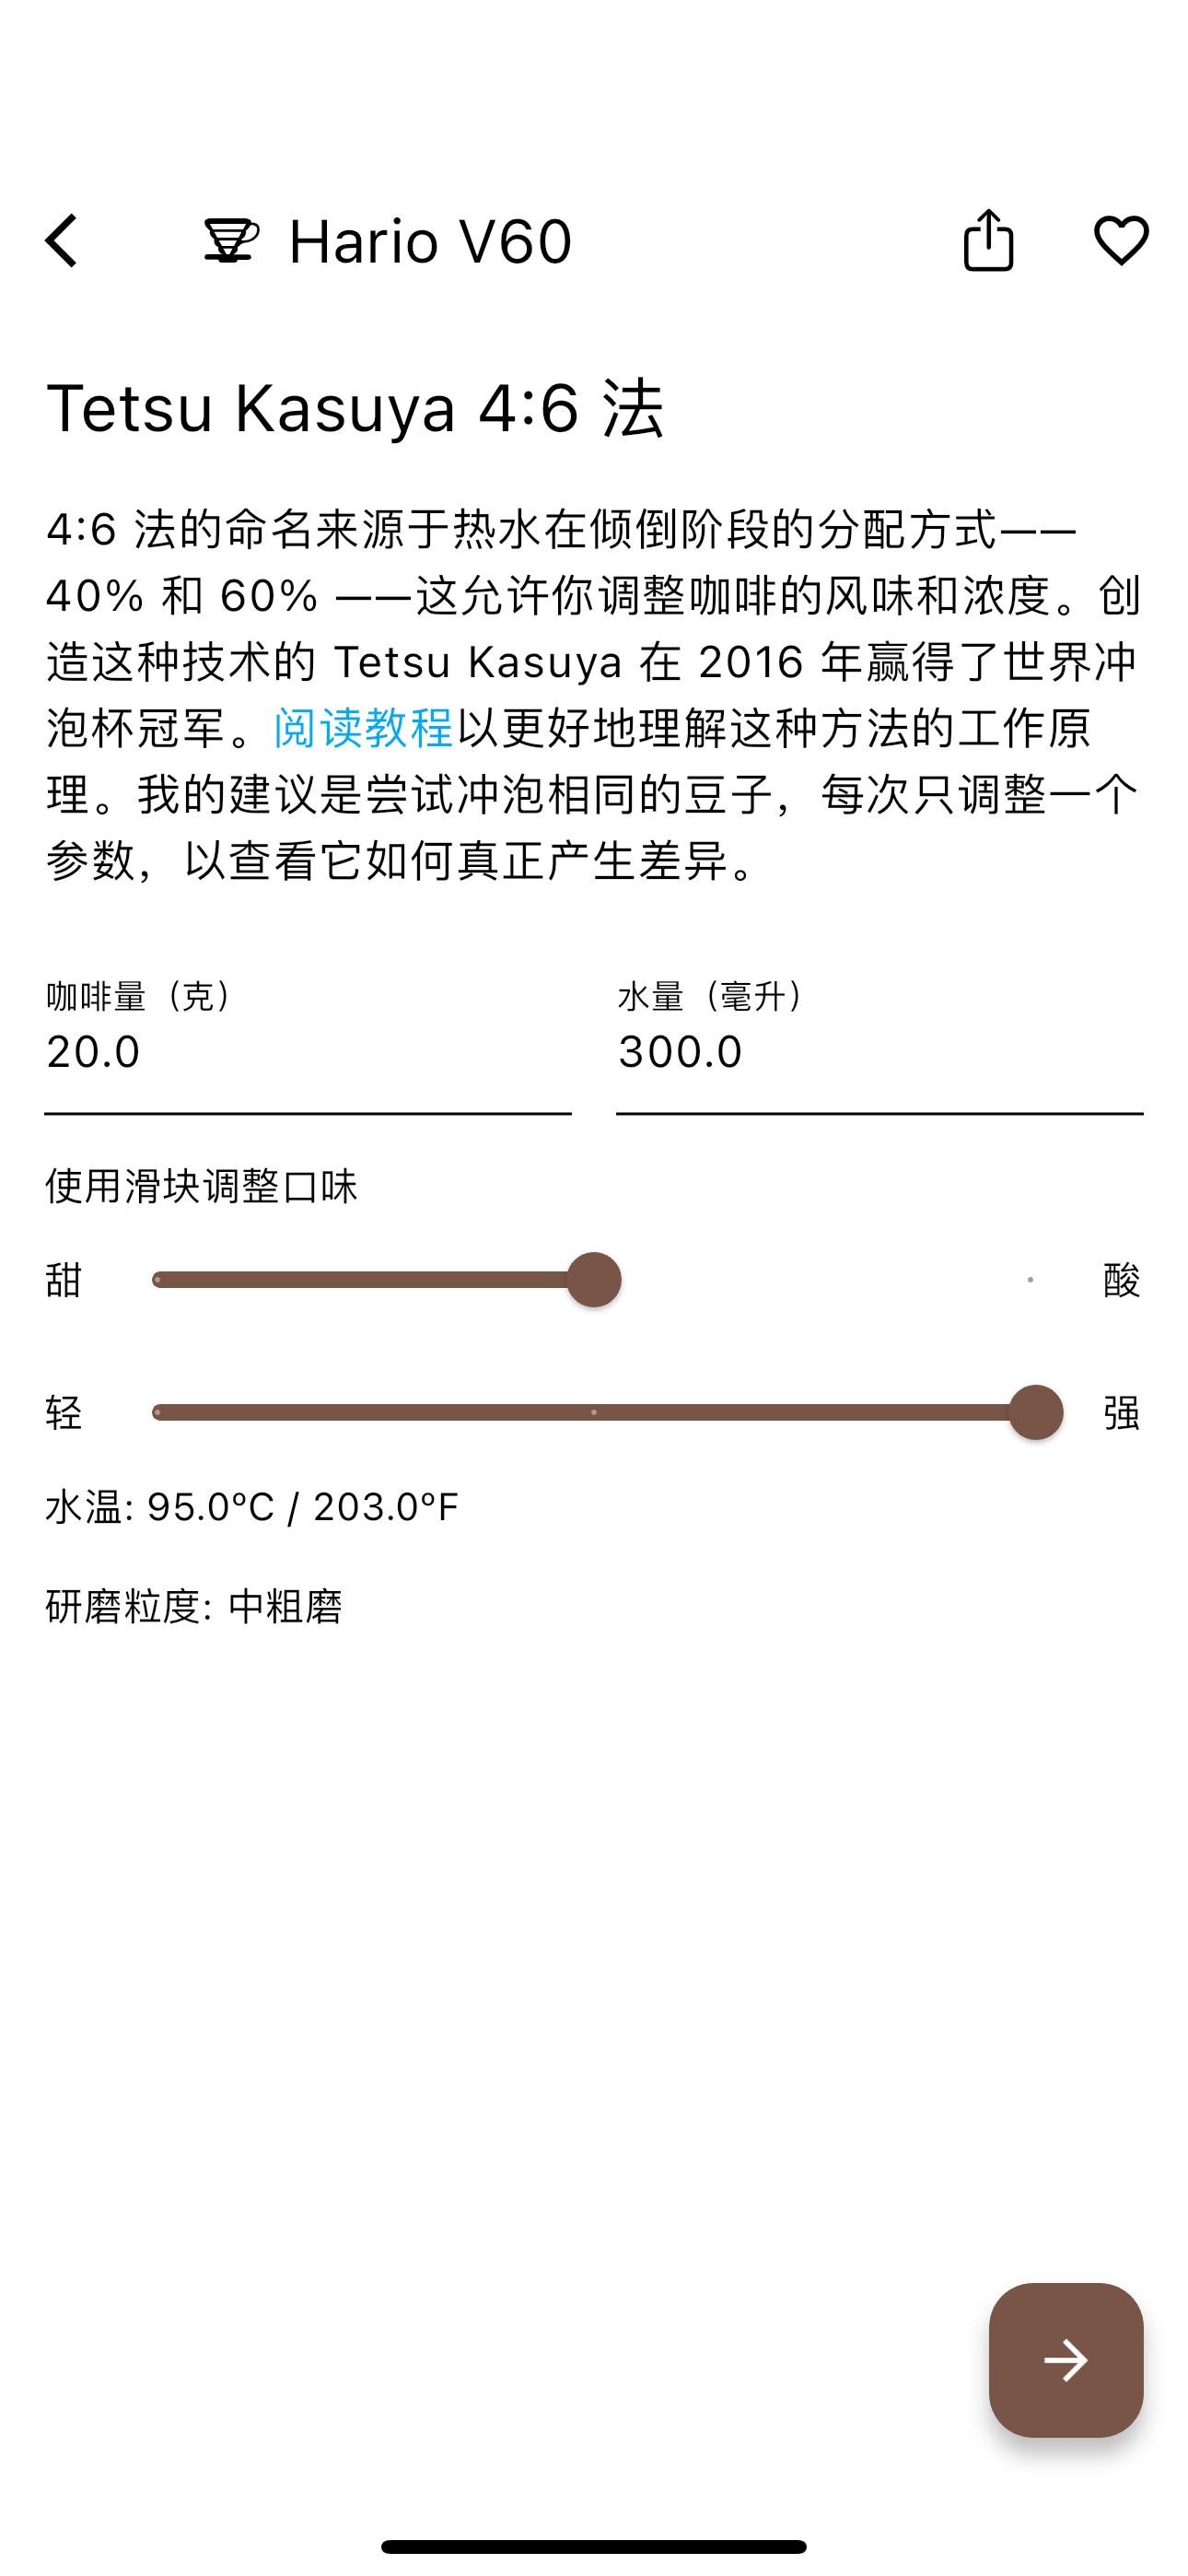 Hario V60
Tetsu Kasuya 4:6 法
4:6 法的命名来源于热水在倾倒阶段的分配方式——
40% 和 60% ——这允许你调整咖啡的风味和浓度。创
造这种技术的 Tetsu Kasuya 在 2016 年赢得了世界冲
泡杯冠军。阅读教程以更好地理解这种方法的工作原
理。我的建议是尝试冲泡相同的豆子，每次只调整一个
参数，以查看它如何真正产生差异。
咖啡量（克）
20.0
水量（毫升）
300.0
使用滑块调整口味
甜 酸
轻 强
水温: 95.0ºC / 203.0ºF
研磨粒度: 中粗磨